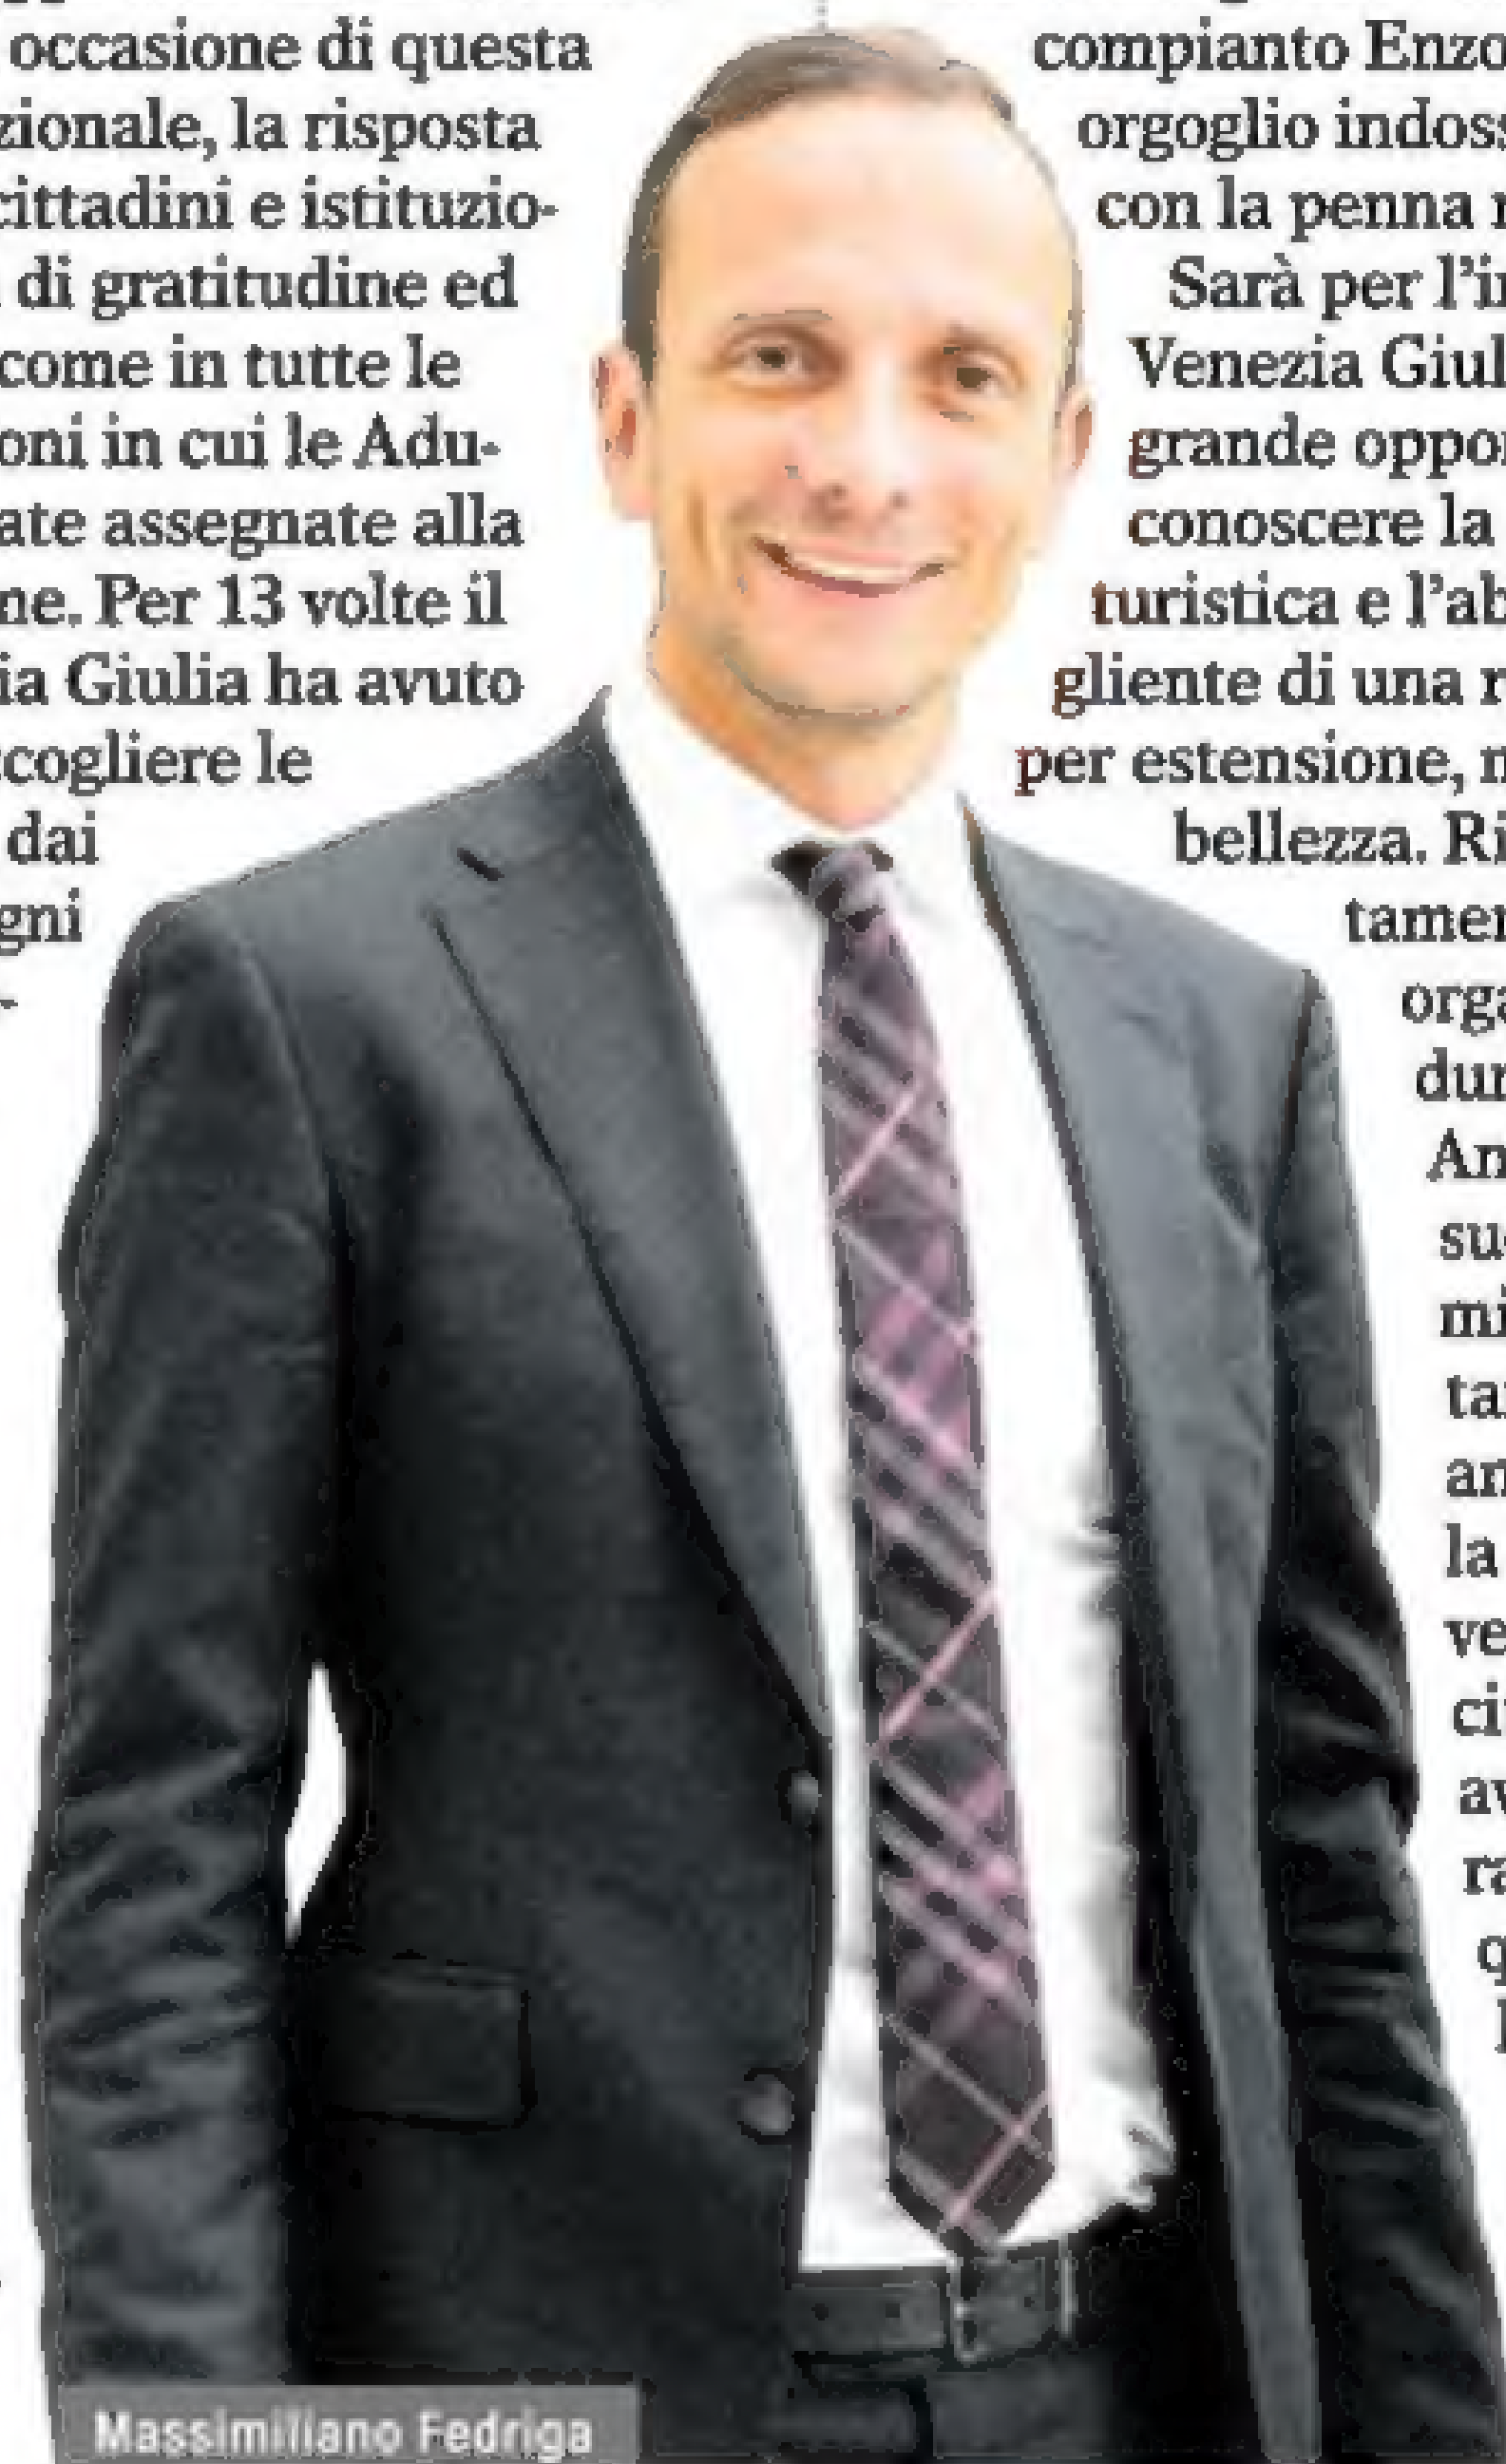 occasione di questa
zionale, la risposta
cittadini e istituzio-
di gratitudine ed
come in tutte le
oni in cui le Adu-
ate assegnate alla
ne. Per 13 volte il
ia Giulia ha avuto
cogliere le
dai
gni
-
compianto Enzo
orgoglio indoss
con la penna
Sarà per l'i
Venezia Giul
grande oppo
conoscere la
turistica e l'ab
gliente di una
per estensione,
bellezza. Ri
tamen
orga
dur
An
su
mi
ta
an
la
ve
ci
av
ra
q
Massimiliano Fedriga